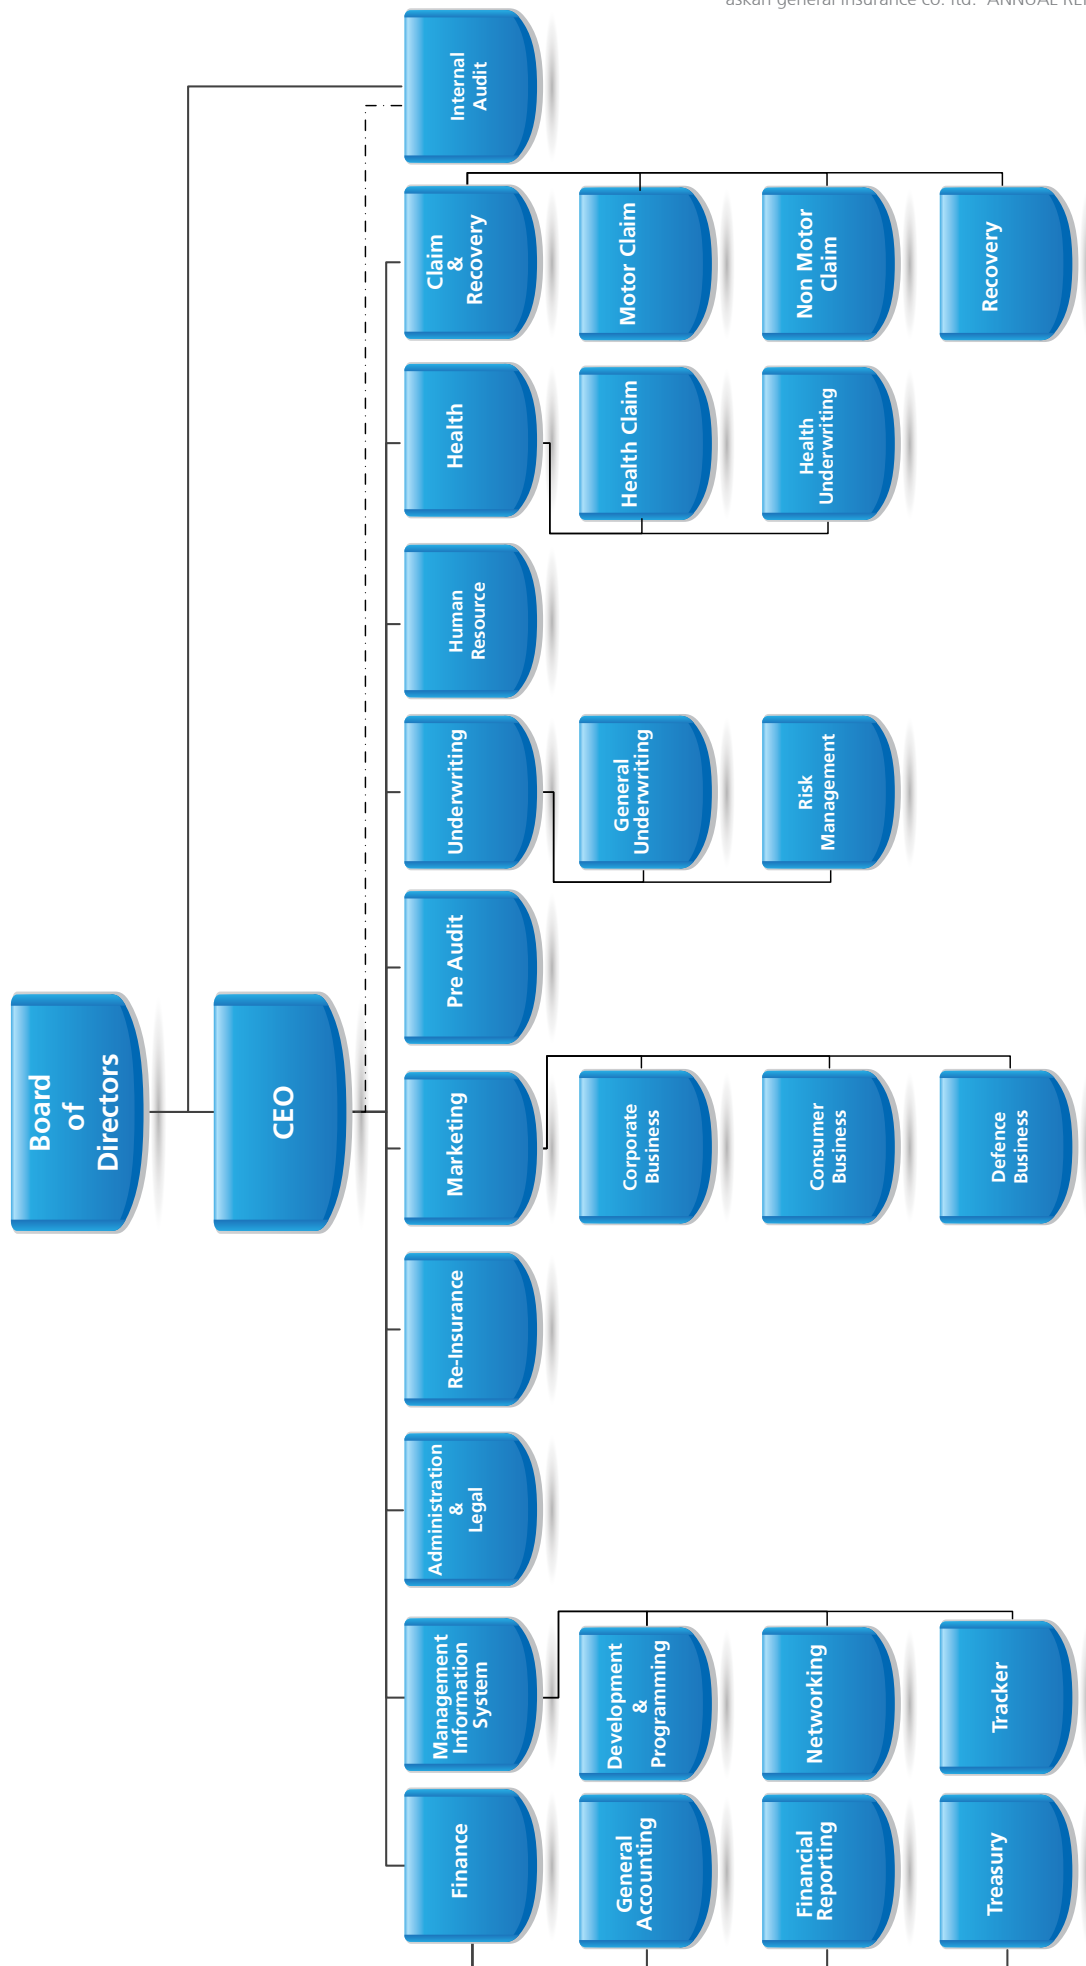 askari general insurance co. ltd. ANNUAL
Board
of
Directors
CEO
Internal
Audit
Claim
&
Recovery
Health
Human
Resource
Underwriting
Pre Audit
Marketing
Re-Insurance
Administration
&
Legal
Management
Information
System
Finance
Motor Claim
Health Claim
General
Underwriting
Corporate
Business
Development
&
Programming
General
Accounting
Non Motor
Claim
Health
Underwriting
Risk
Management
Consumer
Business
Networking
Financial
Reporting
Recovery
Defence
Business
Tracker
Treasury